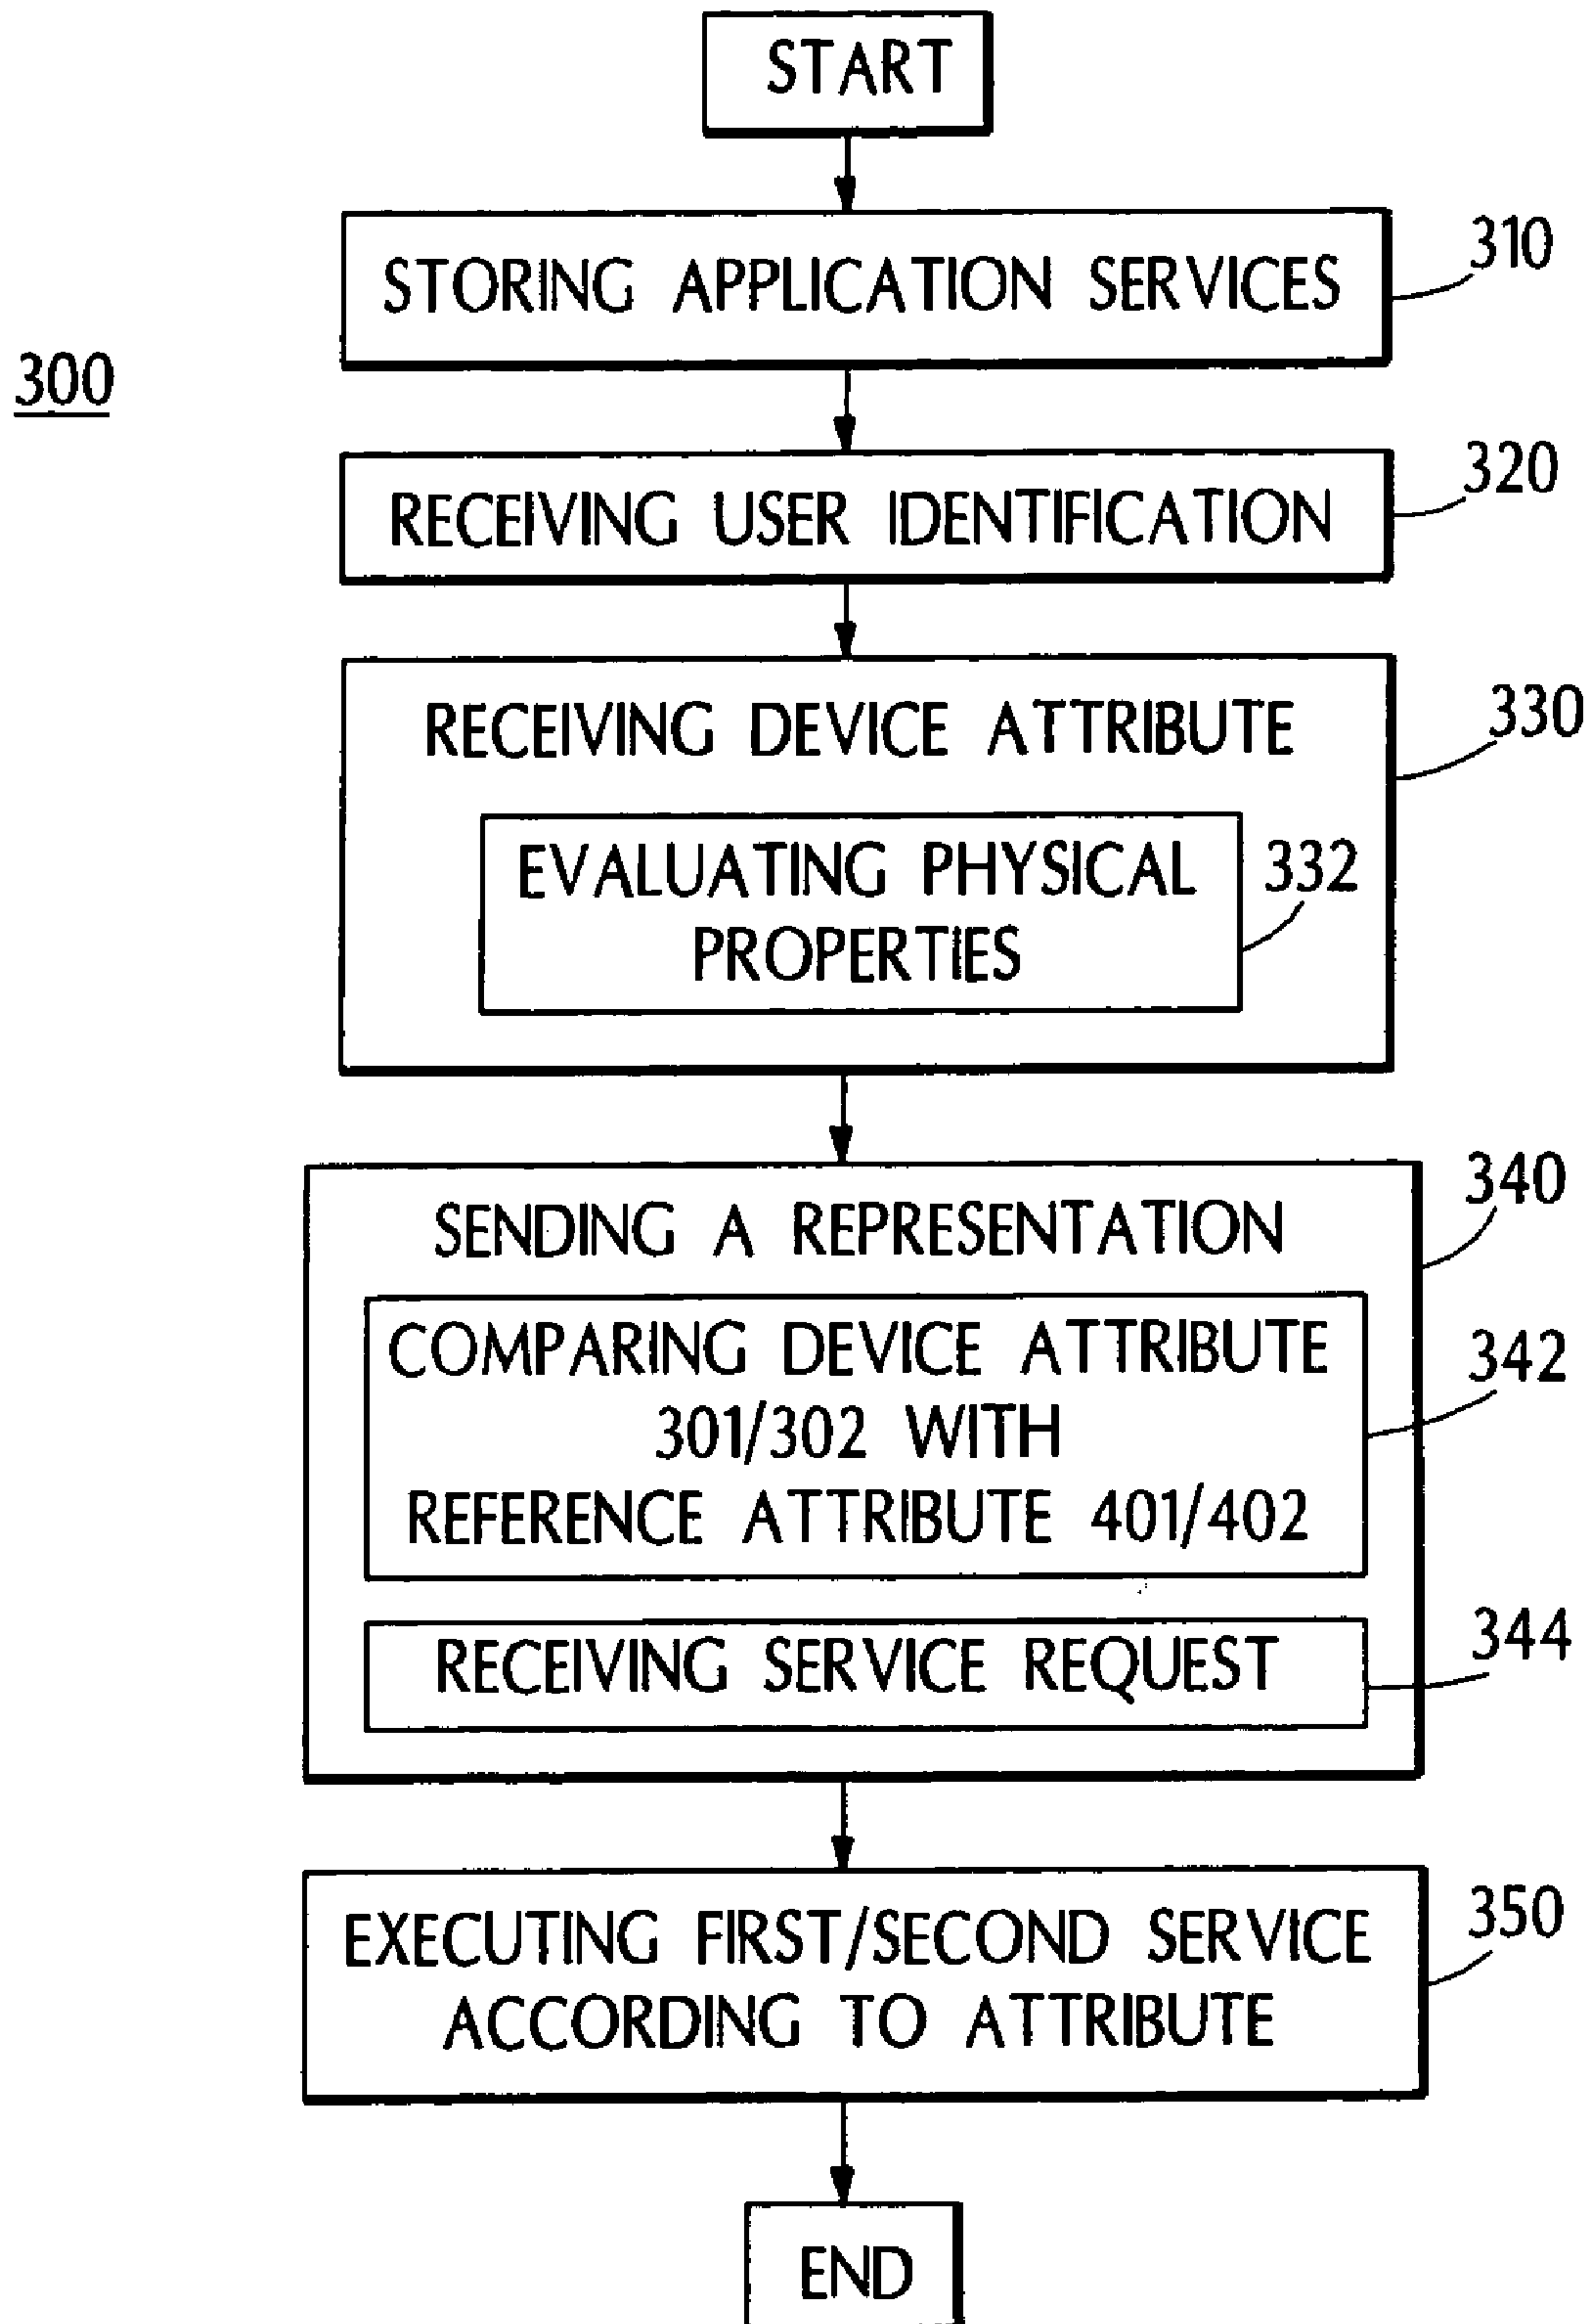 START
STORING APPLICATION SERVICES
310
300
RECEIVING USER IDENTIFICATION
320
RECEIVING DEVICE ATTRIBUTE
330
EVALUATING PHYSICAL
PROPERTIES
332
SENDING A REPRESENTATION
340
COMPARING DEVICE ATTRIBUTE
301/302 WITH
REFERENCE ATTRIBUTE 401/402
342
RECEIVING SERVICE REQUEST
344
EXECUTING FIRST/SECOND SERVICE
ACCORDING TO ATTRIBUTE
350
END